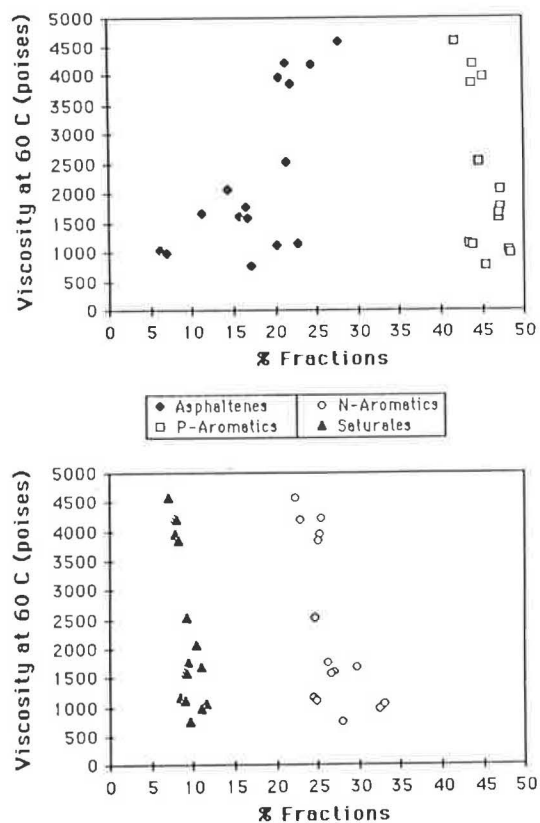 Viscosity at 60 C (poises)
5000
4500
4000
3500
3000
2500
2000
1500
1000
500
0
0 5 10 15 20 25 30 35 40 45 50
% Fractions
Asphaltenes N-Aromatics
P-Aromatics Saturates
Viscosity at 60 C (poises)
5000
4500
4000
3500
3000
2500
2000
1500
1000
500
0
0 5 10 15 20 25 30 35 40 45 50
% Fractions